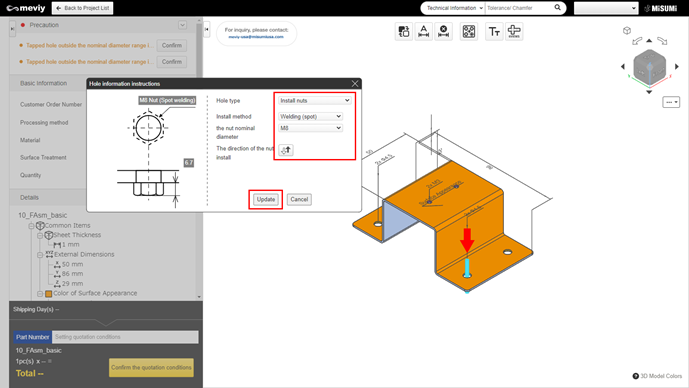 meviy
Back to Project List
Technical Information
Tolerance/ Chamfer
MiSUMi
Precaution
Tapped hole outside the nominal diameter range i...
Confirm
Tapped hole outside the nominal diameter range i...
Confirm
Basic Information
Customer Order Number
Processing method
Material
Surface Treatment
Quantity
Details
10_FAsm_basic
Common Items
Sheet Thickness
1 mm
External Dimensions
X 50 mm
Y 86 mm
Z 29 mm
Color of Surface Appearance
Shipping Day(s) --
Part Number
Setting quotation conditions
10_FAsm_basic
1pc(s) x -- =
Total --
Confirm the quotation conditions
For inquiry, please contact:
meviy-use@misumiusa.com
Hole information instructions
M8 Nut (Spot welding)
6.7
Hole type
Install nuts
Install method
Welding (spot)
the nut nominal diameter
M8
The direction of the nut install
Update
Cancel
50
3D Model Colors